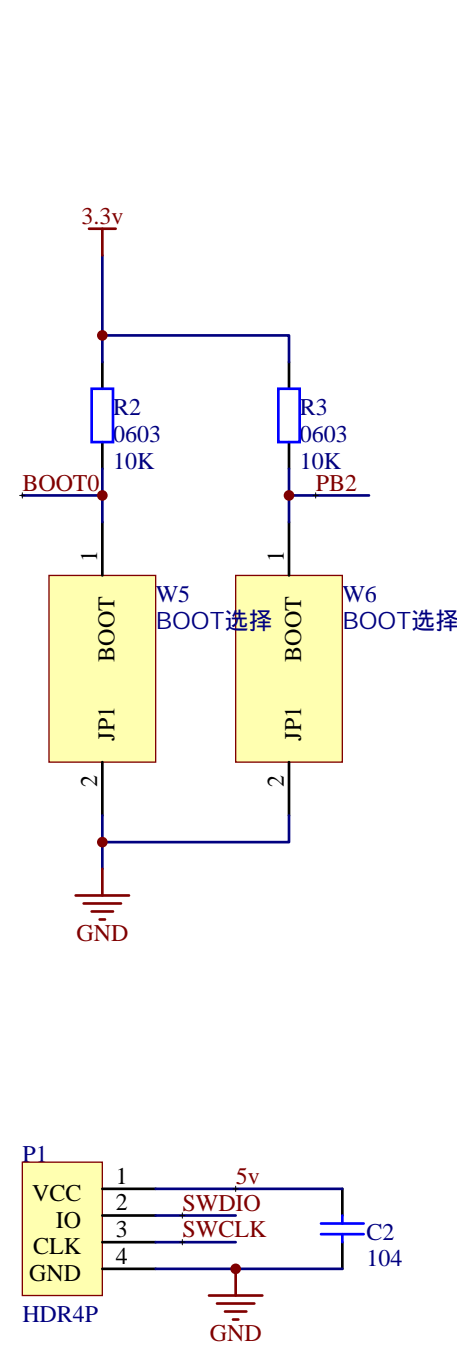 3.3v
R2
0603
10K
R3
0603
10K
BOOT0
PB2
1
1
W5
BOOT选择
W6
BOOT选择
BOOT
JP1
BOOT
JP1
2
2
GND
P1
VCC
IO
CLK
GND
1
2
3
4
5v
SWDIO
SWCLK
C2
104
HDR4P
GND